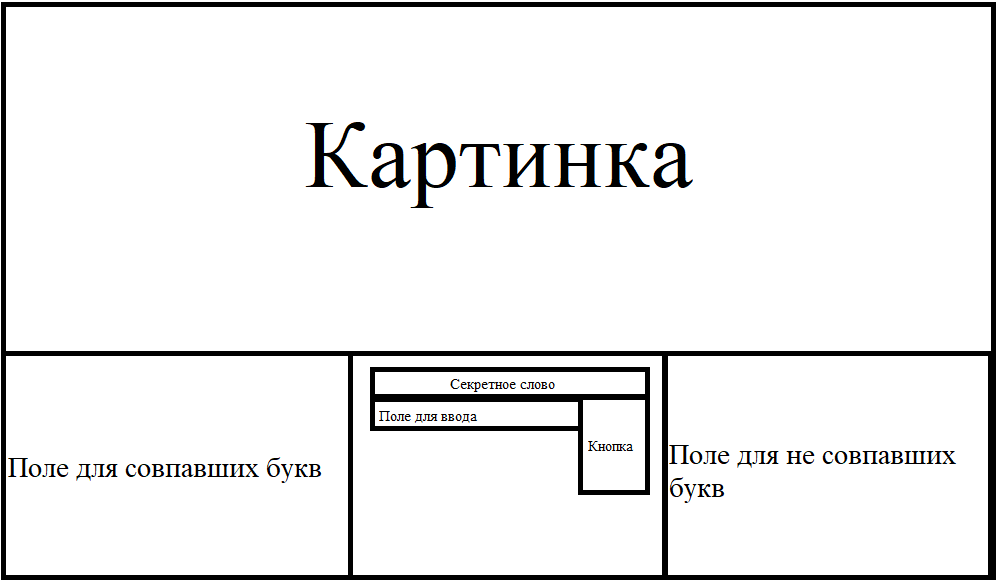 Картинка
Поле для совпавших букв
Секретное слово
Поле для ввода
Кнопка
Поле для не совпавших
букв